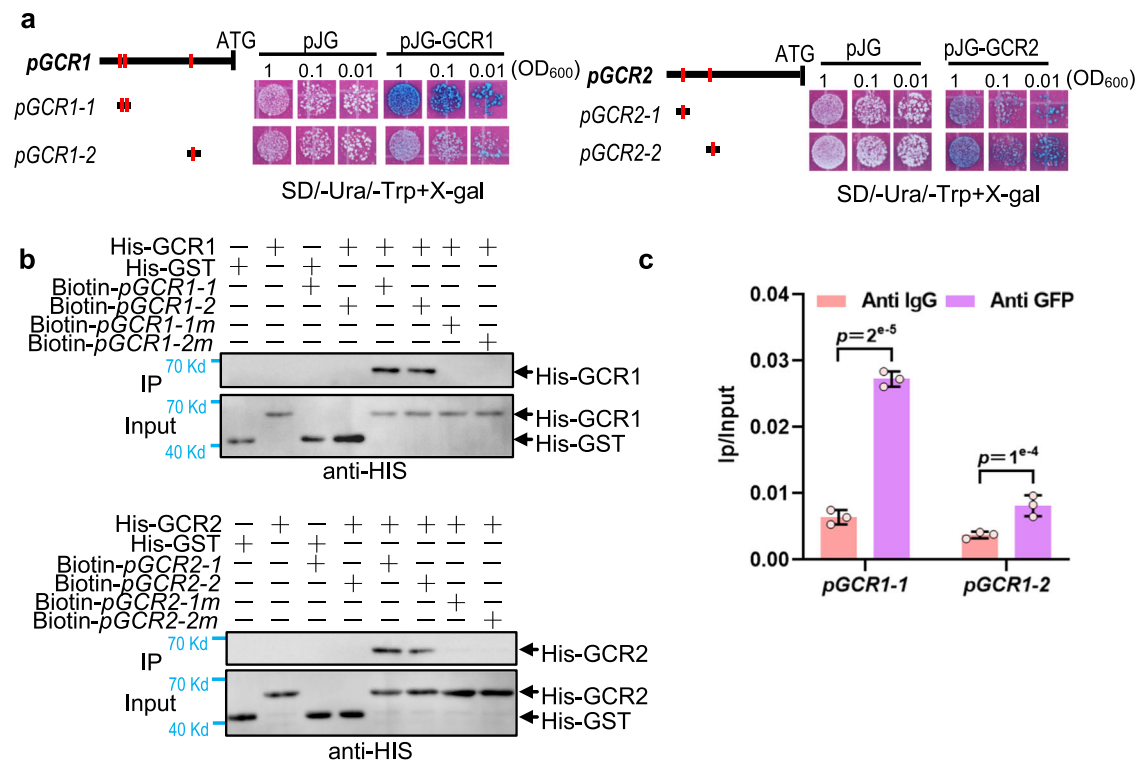 a
ATG
pGCR1
pJG
pJG-GCR1
1 0.1 0.01 1 0.1 0.01 (OD600)
pGCR1-1
pGCR1-2
SD/-Ura/-Trp+X-gal
ATG
pGCR2
pJG
pJG-GCR2
1 0.1 0.01 1 0.1 0.01 (OD600)
pGCR2-1
pGCR2-2
SD/-Ura/-Trp+X-gal
b
His-GCR1 — + — + + + + +
His-GST + — + — — — — —
Biotin-pGCR1-1 — — + — + — — —
Biotin-pGCR1-2 — — — + — + — —
Biotin-pGCR1-1m — — — — — — + —
Biotin-pGCR1-2m — — — — — — — +
70 Kd
IP
His-GCR1
70 Kd
Input
His-GCR1
His-GST
40 Kd
anti-HIS
His-GCR2 — + — + + + + +
His-GST + — + — — — — —
Biotin-pGCR2-1 — — + — + — — —
Biotin-pGCR2-2 — — — + — + — —
Biotin-pGCR2-1m — — — — — — + —
Biotin-pGCR2-2m — — — — — — — +
70 Kd
IP
His-GCR2
70 Kd
Input
His-GCR2
His-GST
40 Kd
anti-HIS
c
Anti IgG Anti GFP
0.04
0.03
0.02
0.01
0.00
Ip/Input
p=2e-5
p=1e-4
pGCR1-1 pGCR1-2